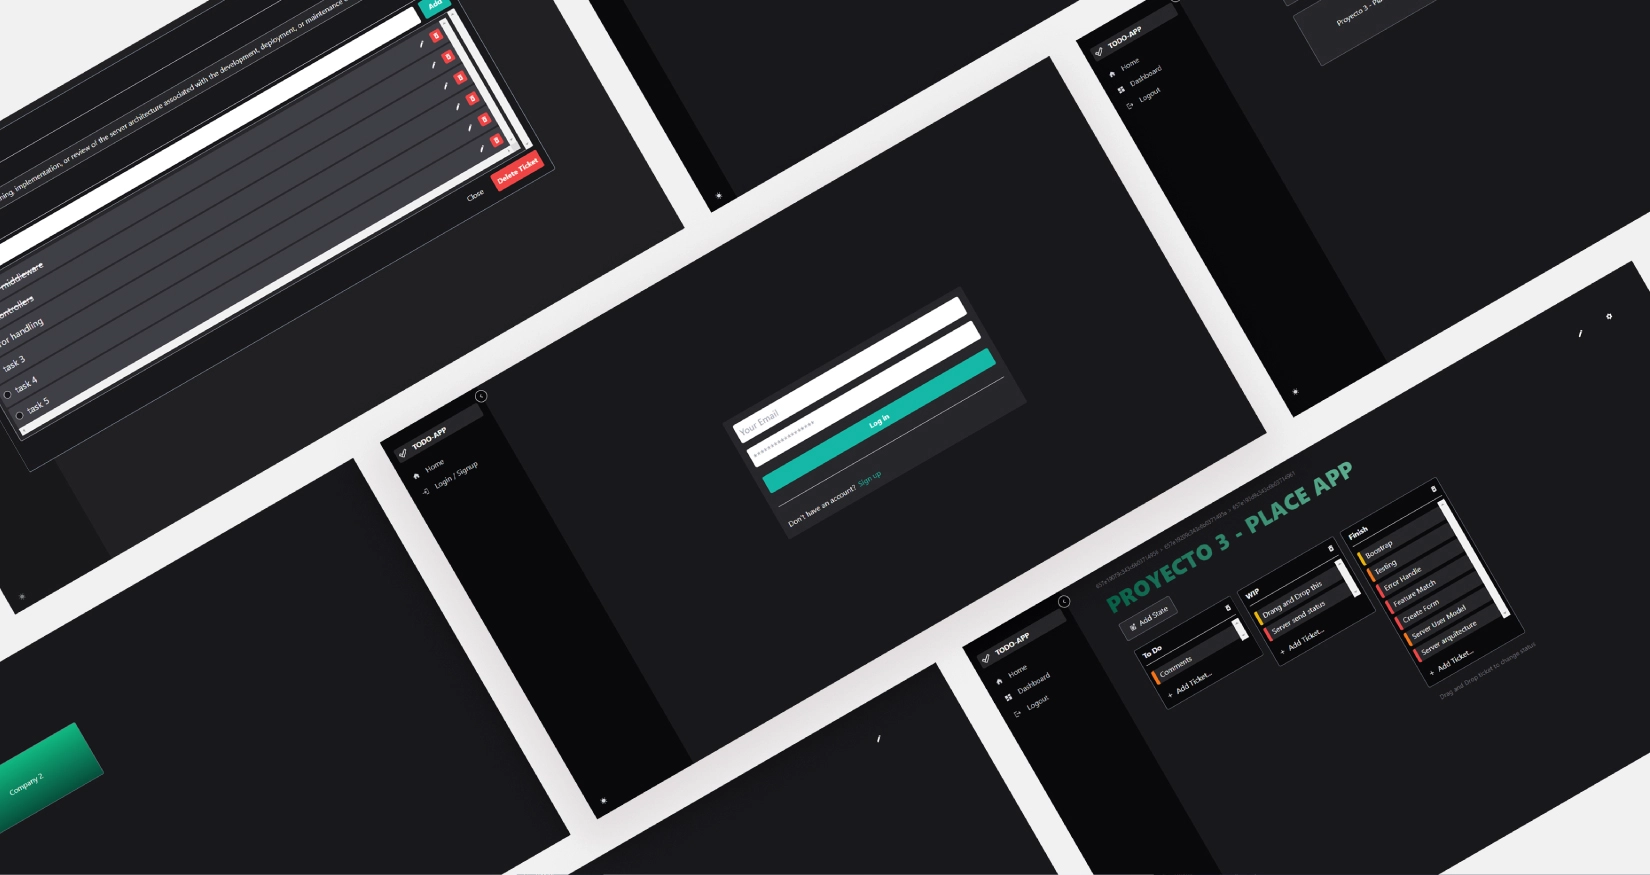 Add
ning, implementation, or review of the server architecture associated with the development, deployment, or maintenance
middleware
ontrollers
or handling
task 3
task 4
task 5
Close
Delete Ticket
TODO-APP
Home
Dashboard
Logout
Proyecto 3 - Pla
TODO-APP
Home
Login / Signup
Your Email
Log in
Don't have an account? Sign up
Company 2
TODO-APP
Home
Dashboard
Logout
PROYECTO 3 - PLACE APP
Add State
To Do
Comments
+ Add Ticket...
WIP
Drang and Drop this
Server send status
+ Add Ticket...
Finish
Boostrap
Testing
Error Handle
Feature Match
Create Form
Server User Model
Server arquitecture
+ Add Ticket...
Drag and Drop ticket to change status